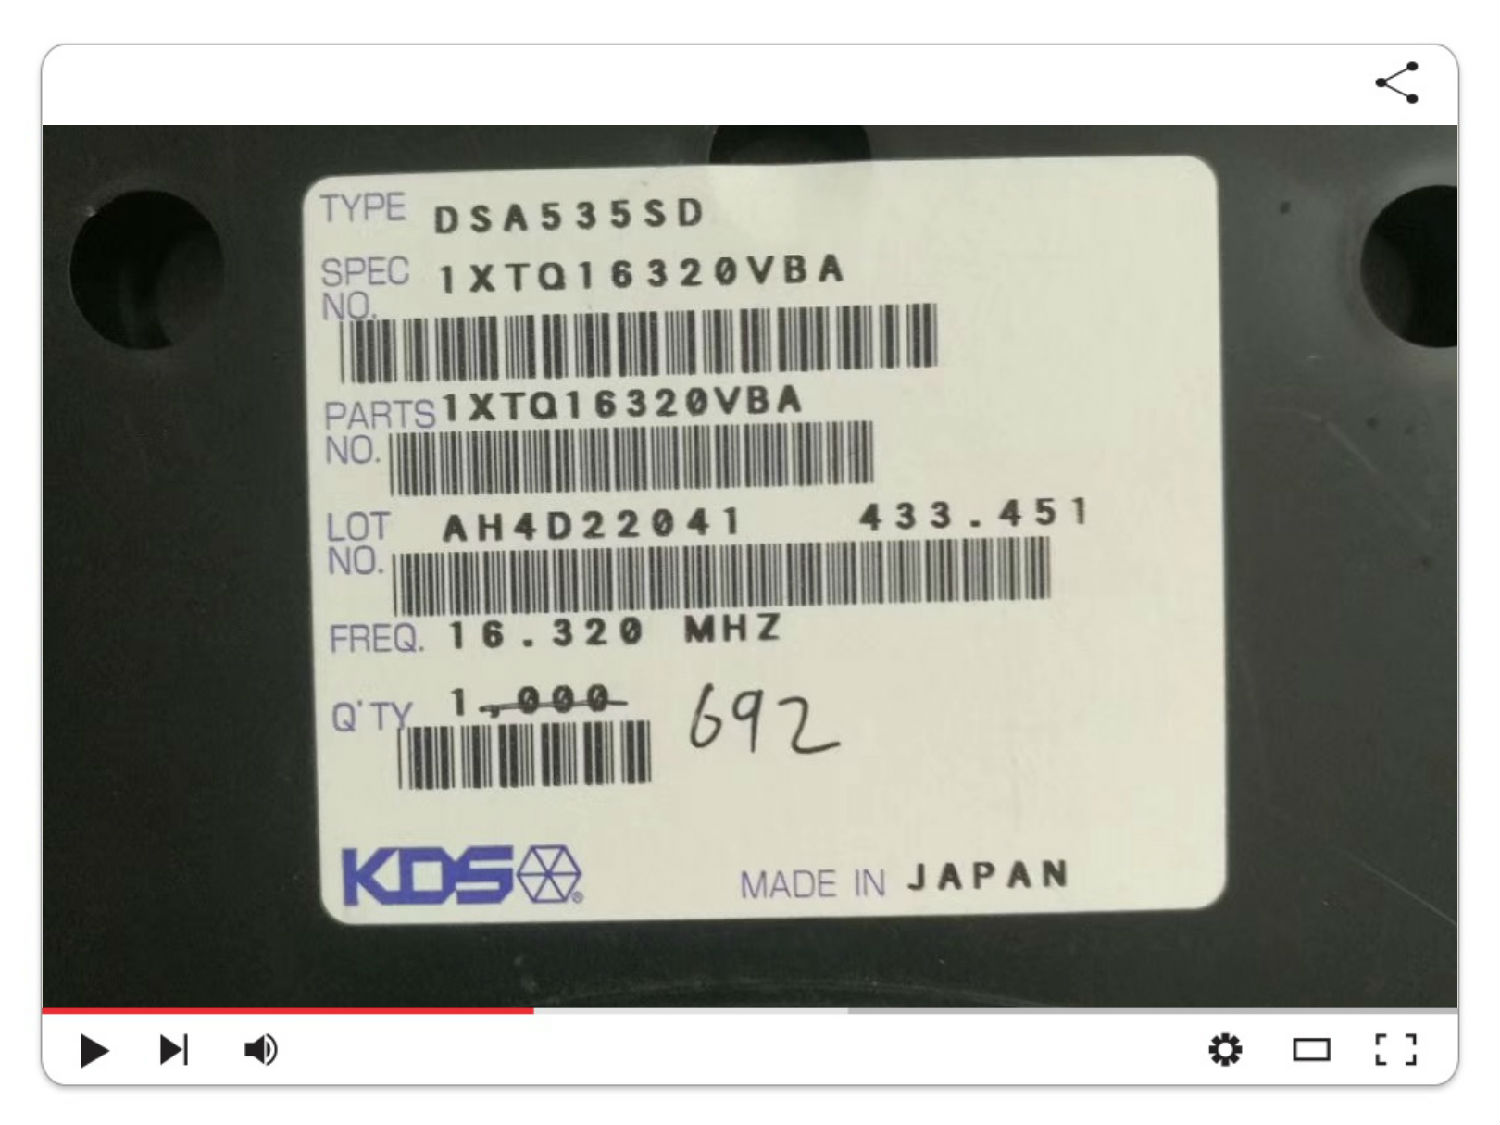 TYPE DSA535SD
SPEC NO. 1XTQ16320VBA
PARTS NO. 1XTQ16320VBA
LOT NO. AH4D22041 433.451
FREQ. 16.320 MHZ
Q'TY 1,000 692
KDS ®
MADE IN JAPAN